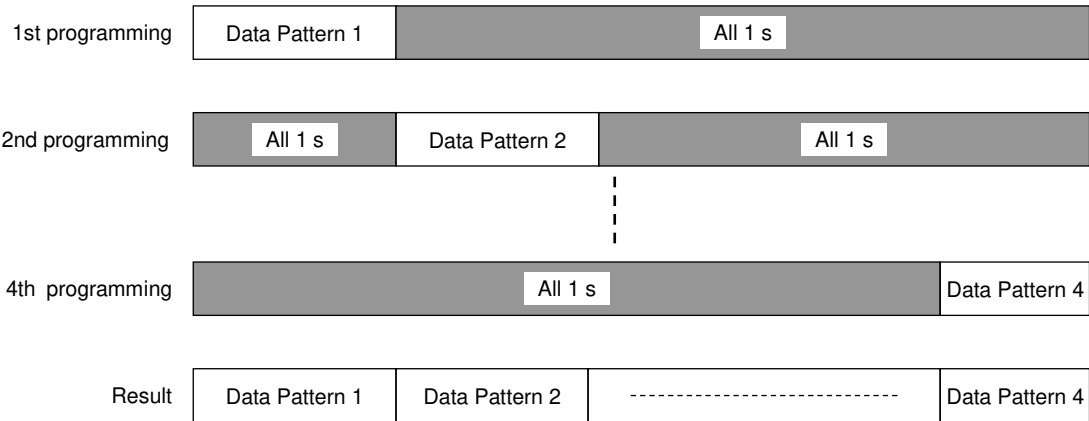 1st programming Data Pattern 1 All 1 s
2nd programming All 1 s Data Pattern 2 All 1 s
4th programming All 1 s Data Pattern 4
Result Data Pattern 1 Data Pattern 2 Data Pattern 4